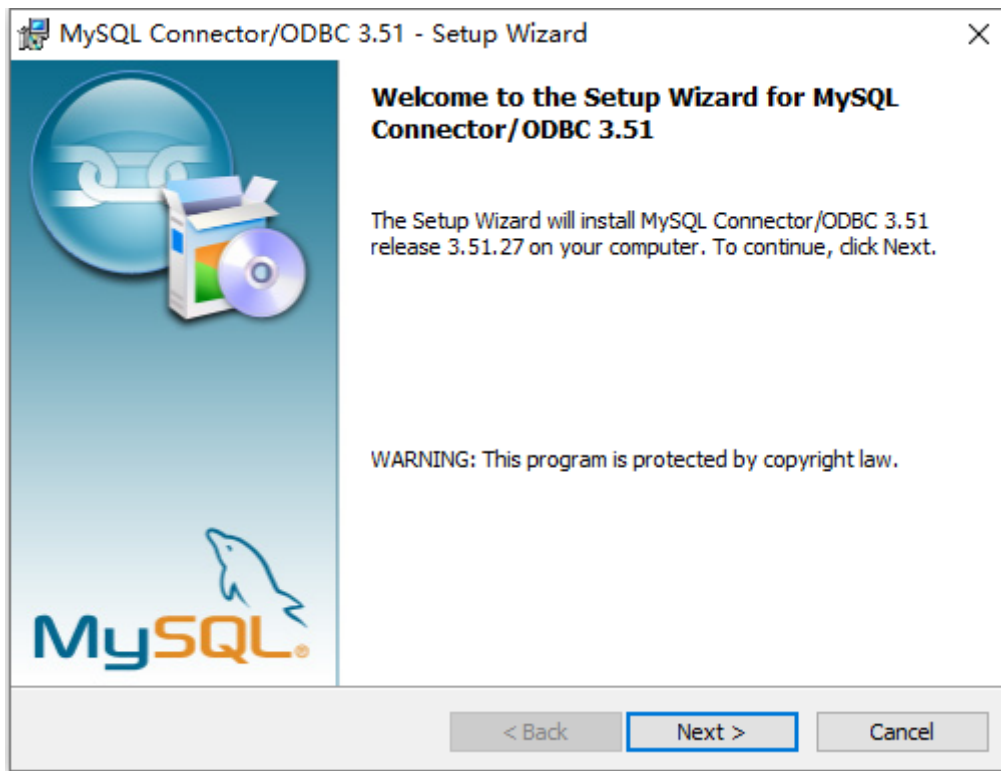 MySQL Connector/ODBC 3.51 - Setup Wizard
Welcome to the Setup Wizard for MySQL
Connector/ODBC 3.51
The Setup Wizard will install MySQL Connector/ODBC 3.51
release 3.51.27 on your computer. To continue, click Next.
WARNING: This program is protected by copyright law.
MySQL®
< Back
Next >
Cancel